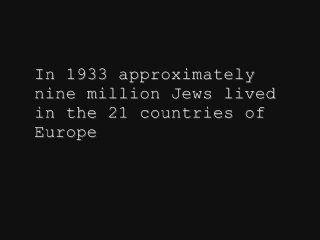 In 1933 approximately
nine million Jews lived
in the 21 countries of
Europe